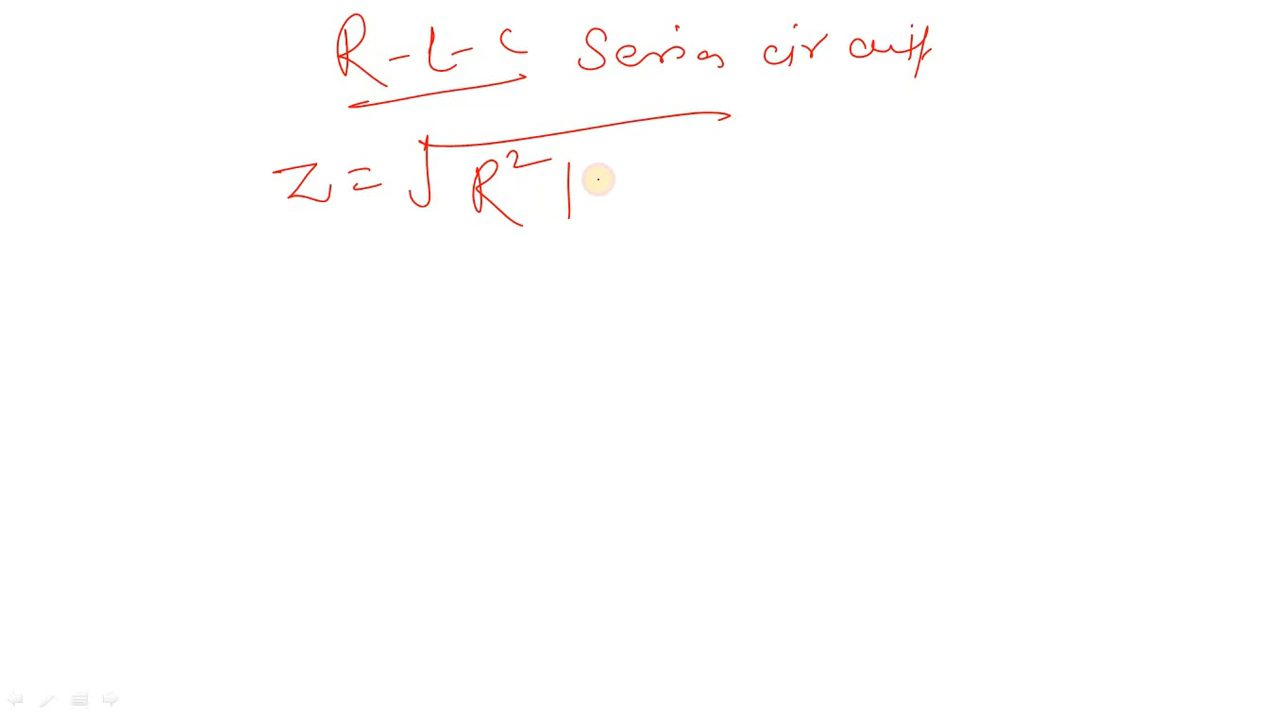 R-L-C Series circuit
Z = √R² |